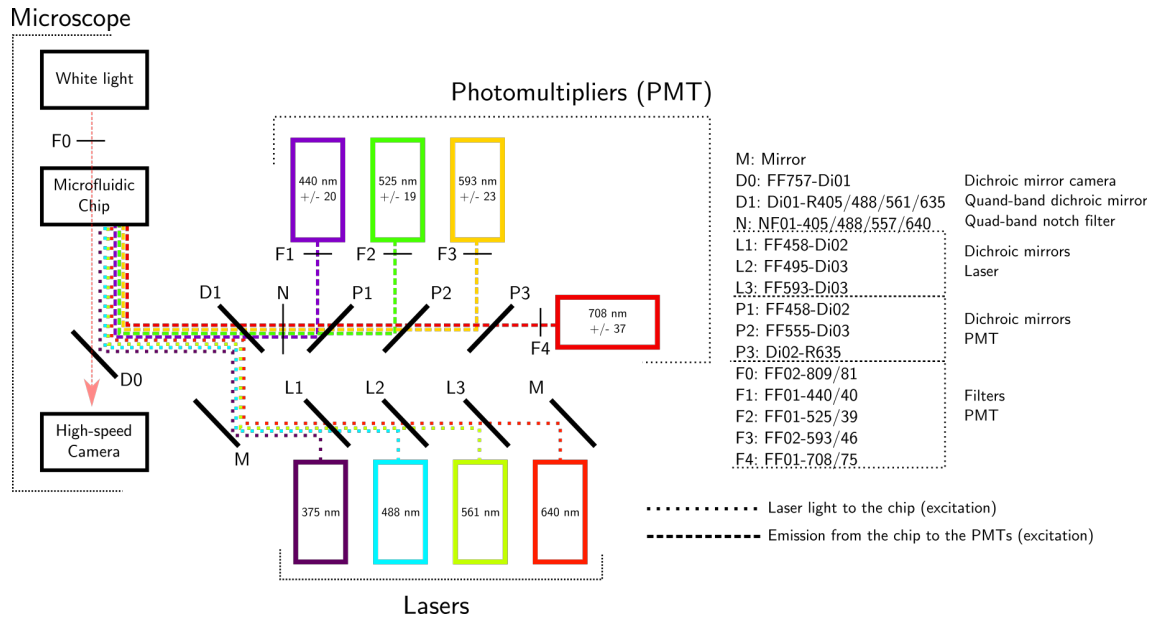 Microscope
White light
F0
Microfluidic
Chip
D0
High-speed
Camera
Photomultipliers (PMT)
440 nm
+/- 20
525 nm
+/- 19
593 nm
+/- 23
F1
F2
F3
D1
N
P1
P2
P3
708 nm
+/- 37
F4
L1
L2
L3
M
M
375 nm
488 nm
561 nm
640 nm
Lasers
M: Mirror
D0: FF757-Di01 Dichroic mirror camera
D1: Di01-R405/488/561/635 Quand-band dichroic mirror
N: NF01-405/488/557/640 Quad-band notch filter
L1: FF458-Di02 Dichroic mirrors
L2: FF495-Di03 Laser
L3: FF593-Di03
P1: FF458-Di02 Dichroic mirrors
P2: FF555-Di03 PMT
P3: Di02-R635
F0: FF02-809/81
F1: FF01-440/40 Filters
F2: FF01-525/39 PMT
F3: FF02-593/46
F4: FF01-708/75
Laser light to the chip (excitation)
Emission from the chip to the PMTs (excitation)